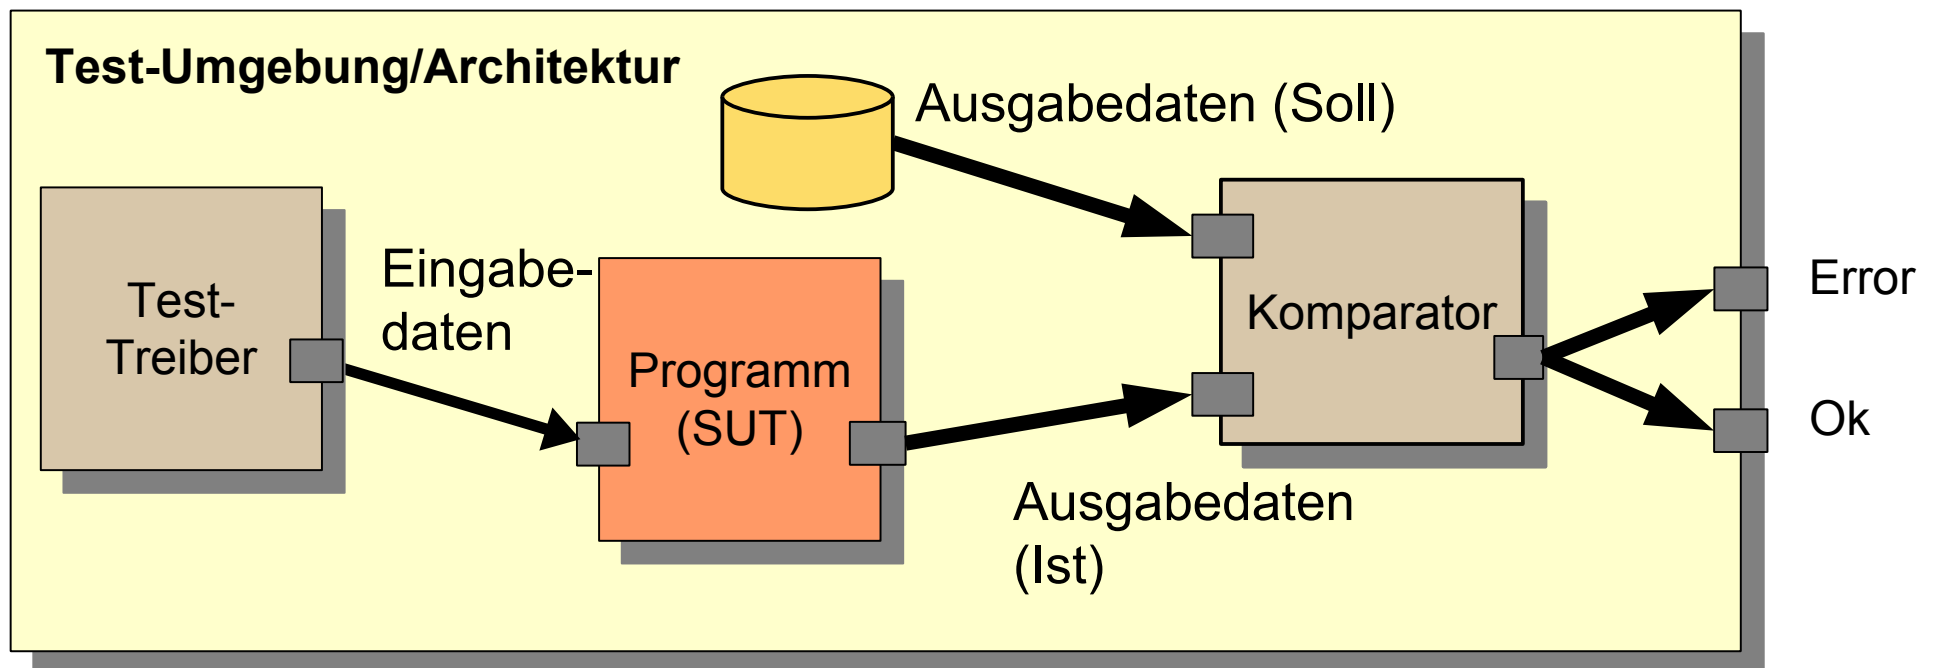 Test-Umgebung/Architektur
Ausgabedaten (Soll)
Test-
Treiber
Eingabe-
daten
Programm
(SUT)
Komparator
Ausgabedaten
(Ist)
Error
Ok